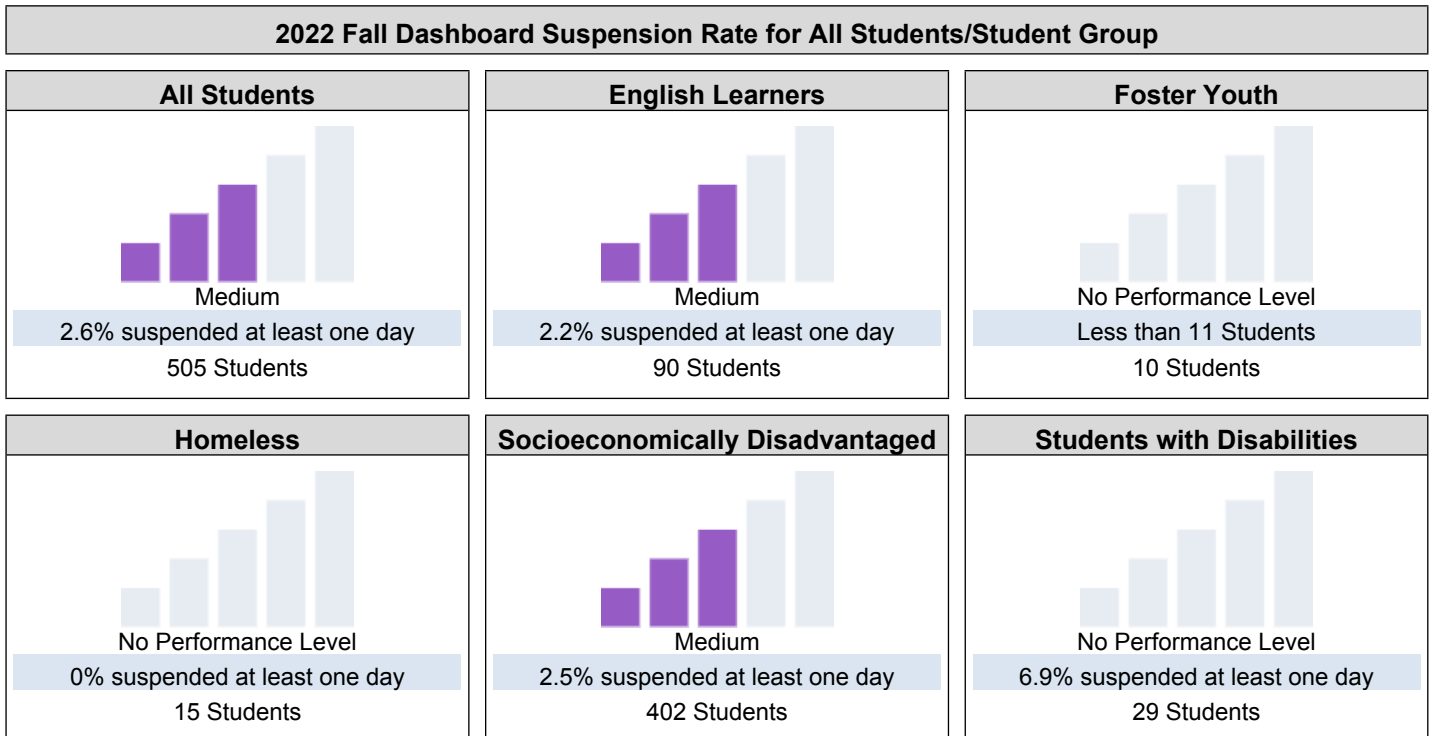 2022 Fall Dashboard Suspension Rate for All Students/Student Group
All Students
Medium
2.6% suspended at least one day
505 Students
English Learners
Medium
2.2% suspended at least one day
90 Students
Foster Youth
No Performance Level
Less than 11 Students
10 Students
Homeless
No Performance Level
0% suspended at least one day
15 Students
Socioeconomically Disadvantaged
Medium
2.5% suspended at least one day
402 Students
Students with Disabilities
No Performance Level
6.9% suspended at least one day
29 Students